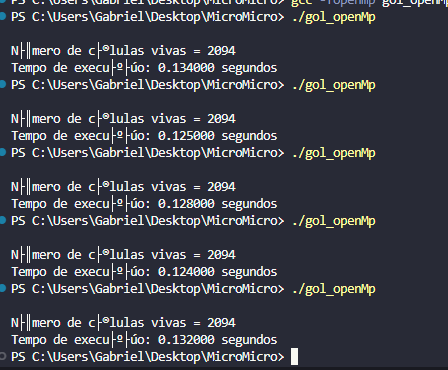 PS C:\Users\Gabriel\Desktop\MicroMicro> gcc -fopenmp gol_openMp
PS C:\Users\Gabriel\Desktop\MicroMicro> ./gol_openMp
N├║mero de c├®lulas vivas = 2094
Tempo de execu├º├úo: 0.134000 segundos
PS C:\Users\Gabriel\Desktop\MicroMicro> ./gol_openMp
N├║mero de c├®lulas vivas = 2094
Tempo de execu├º├úo: 0.125000 segundos
PS C:\Users\Gabriel\Desktop\MicroMicro> ./gol_openMp
N├║mero de c├®lulas vivas = 2094
Tempo de execu├º├úo: 0.128000 segundos
PS C:\Users\Gabriel\Desktop\MicroMicro> ./gol_openMp
N├║mero de c├®lulas vivas = 2094
Tempo de execu├º├úo: 0.124000 segundos
PS C:\Users\Gabriel\Desktop\MicroMicro> ./gol_openMp
N├║mero de c├®lulas vivas = 2094
Tempo de execu├º├úo: 0.132000 segundos
PS C:\Users\Gabriel\Desktop\MicroMicro>